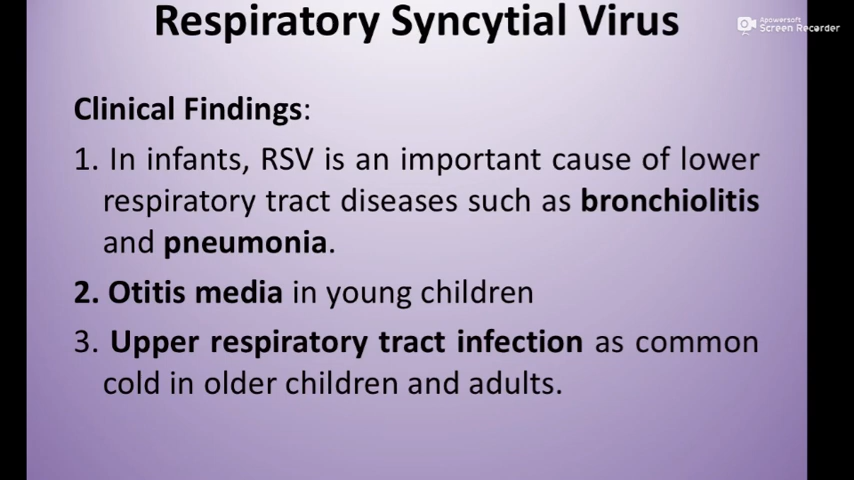 Respiratory Syncytial Virus
Apowersoft
Screen Recorder
Clinical Findings:
1. In infants, RSV is an important cause of lower
respiratory tract diseases such as bronchiolitis
and pneumonia.
2. Otitis media in young children
3. Upper respiratory tract infection as common
cold in older children and adults.